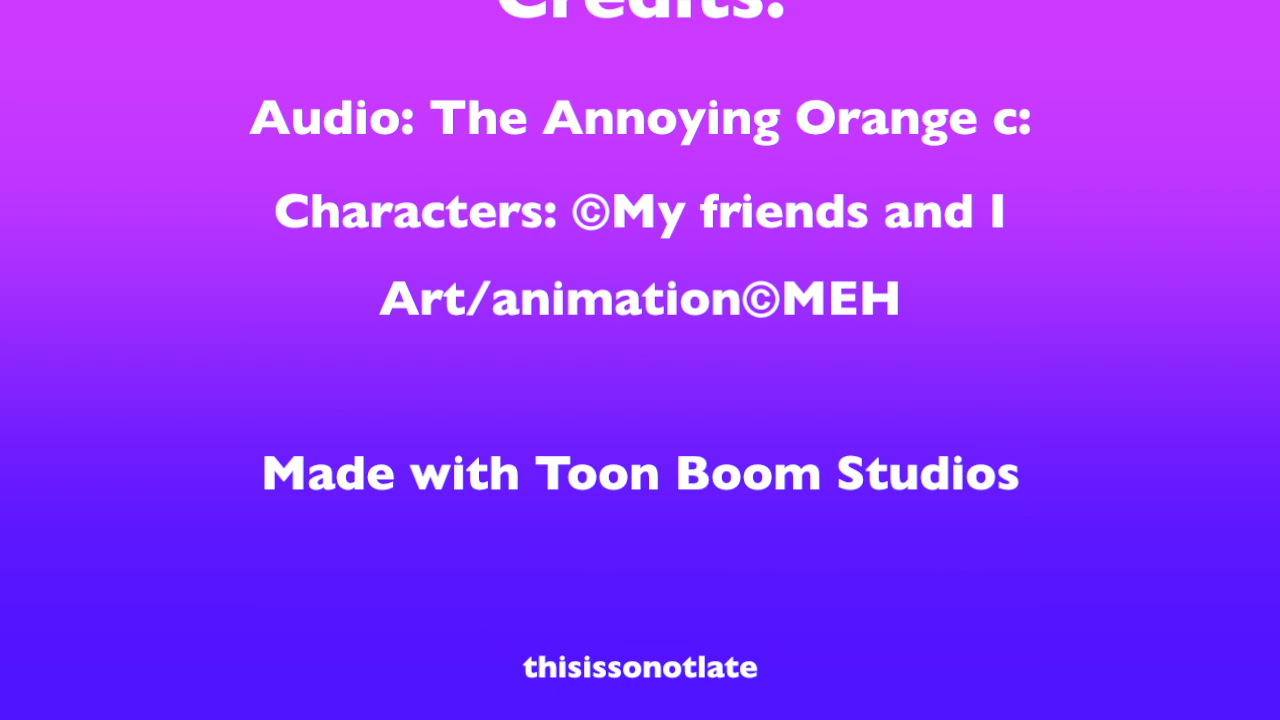 Credits:
Audio: The Annoying Orange c:
Characters: ©My friends and I
Art/animation©MEH
Made with Toon Boom Studios
thisissonotlate